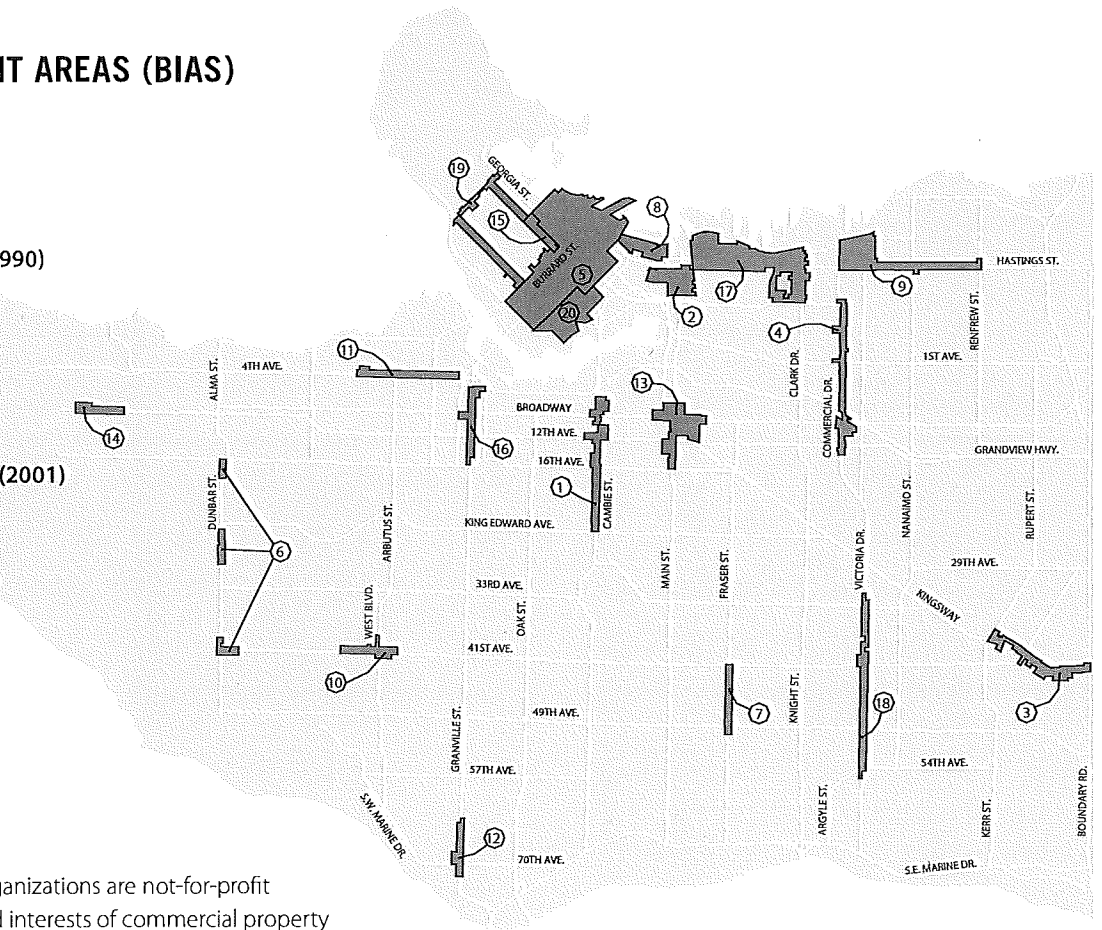 IT AREAS (BIAS)
990)
(2001)
ganizations are not-for-profit
d interests of commercial property
19
GEORGIA ST.
15
8
BURRARD ST.
5
20
2
17
9
HASTINGS ST.
4
RENFREW ST.
11
4TH AVE.
ALMA ST.
1ST AVE.
CLARK DR.
COMMERCIAL DR.
13
14
BROADWAY
12TH AVE.
16TH AVE.
16
GRANDVIEW HWY.
1
CAMBIE ST.
DUNBAR ST.
6
ARBUTUS ST.
KING EDWARD AVE.
NANAIMO ST.
RUPERT ST.
MAIN ST.
FRASER ST.
VICTORIA DR.
29TH AVE.
33RD AVE.
KINGSWAY
WEST BLVD.
OAK ST.
41ST AVE.
10
7
KNIGHT ST.
18
3
GRANVILLE ST.
49TH AVE.
57TH AVE.
54TH AVE.
S.W. MARINE DR.
ARGYLE ST.
KERR ST.
BOUNDARY RD.
12
70TH AVE.
S.E. MARINE DR.